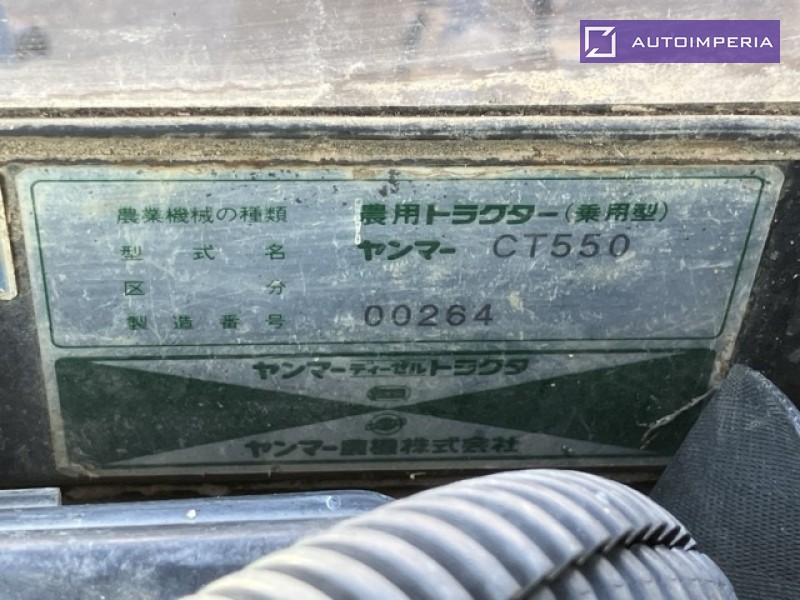 AUTOIMPERIA
農業機械の種類 農用トラクター(乗用型)
型式名 ヤンマー CT550
区分
製造番号 00264
ヤンマーディーゼルトラクタ
ヤンマー農機株式会社